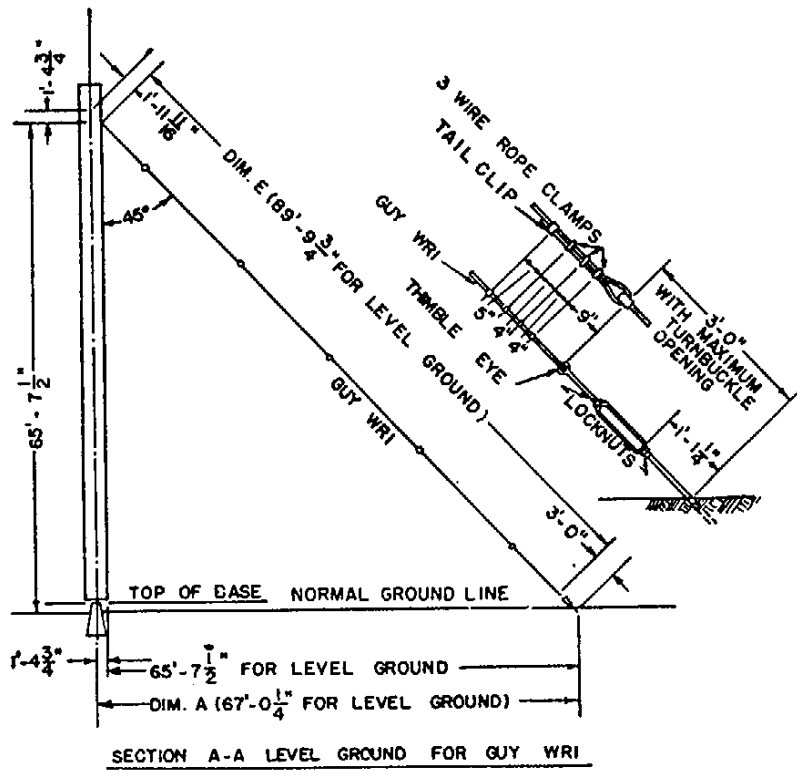 1'-4 3/4"
1'-11 11/16"
DIM. E (89'-9 3/4" FOR LEVEL GROUND)
45°
65'-7 1/2"
GUY WRI
3'-0"
3 WIRE ROPE CLAMPS
TAIL CLIP
GUY WRI
THIMBLE EYE
5" 4" 4"
9"
3'-0"
WITH MAXIMUM
TURNBUCKLE
OPENING
LOCKNUTS
1'-1 1/4"
TOP OF BASE NORMAL GROUND LINE
1'-4 3/4"
65'-7 1/2" FOR LEVEL GROUND
DIM. A (67'-0 1/4" FOR LEVEL GROUND)
SECTION A-A LEVEL GROUND FOR GUY WRI